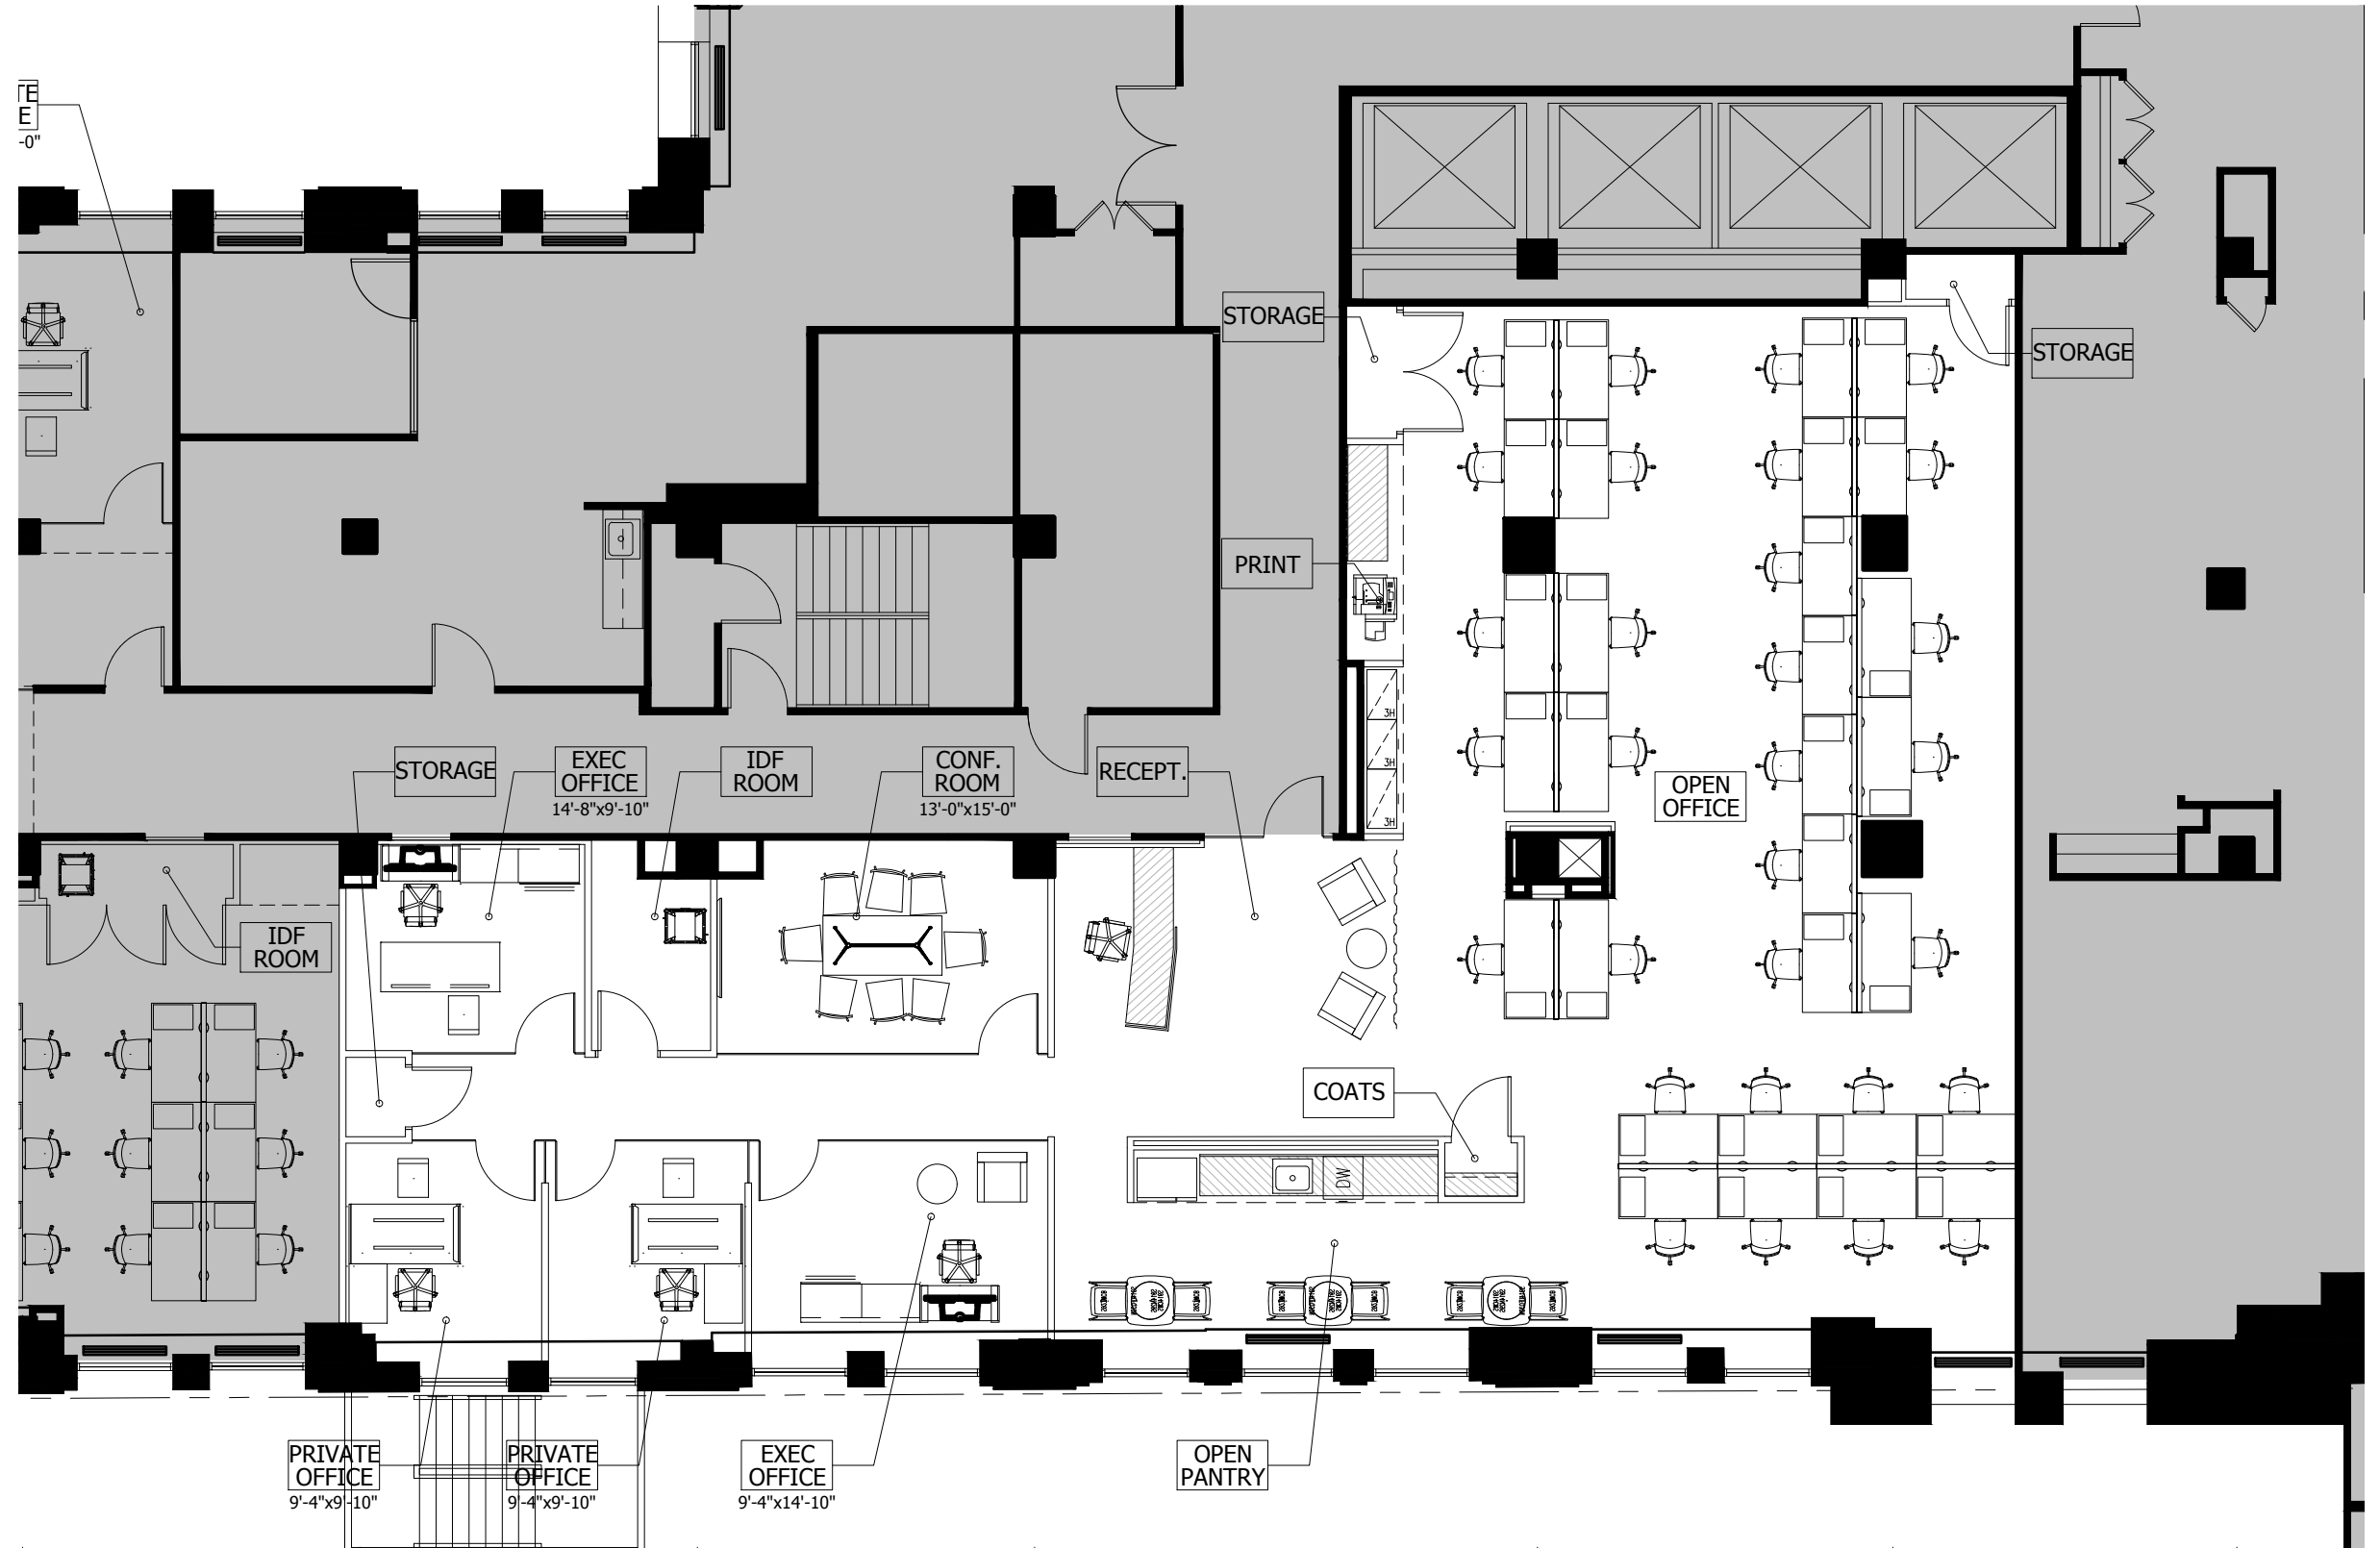 TE
E
-0"
STORAGE
STORAGE
PRINT
STORAGE
EXEC
OFFICE
14'-8"x9'-10"
IDF
ROOM
CONF.
ROOM
13'-0"x15'-0"
RECEPT.
3H
3H
3H
OPEN
OFFICE
IDF
ROOM
COATS
DW
PRIVATE
OFFICE
9'-4"x9'-10"
PRIVATE
OFFICE
9'-4"x9'-10"
EXEC
OFFICE
9'-4"x14'-10"
OPEN
PANTRY